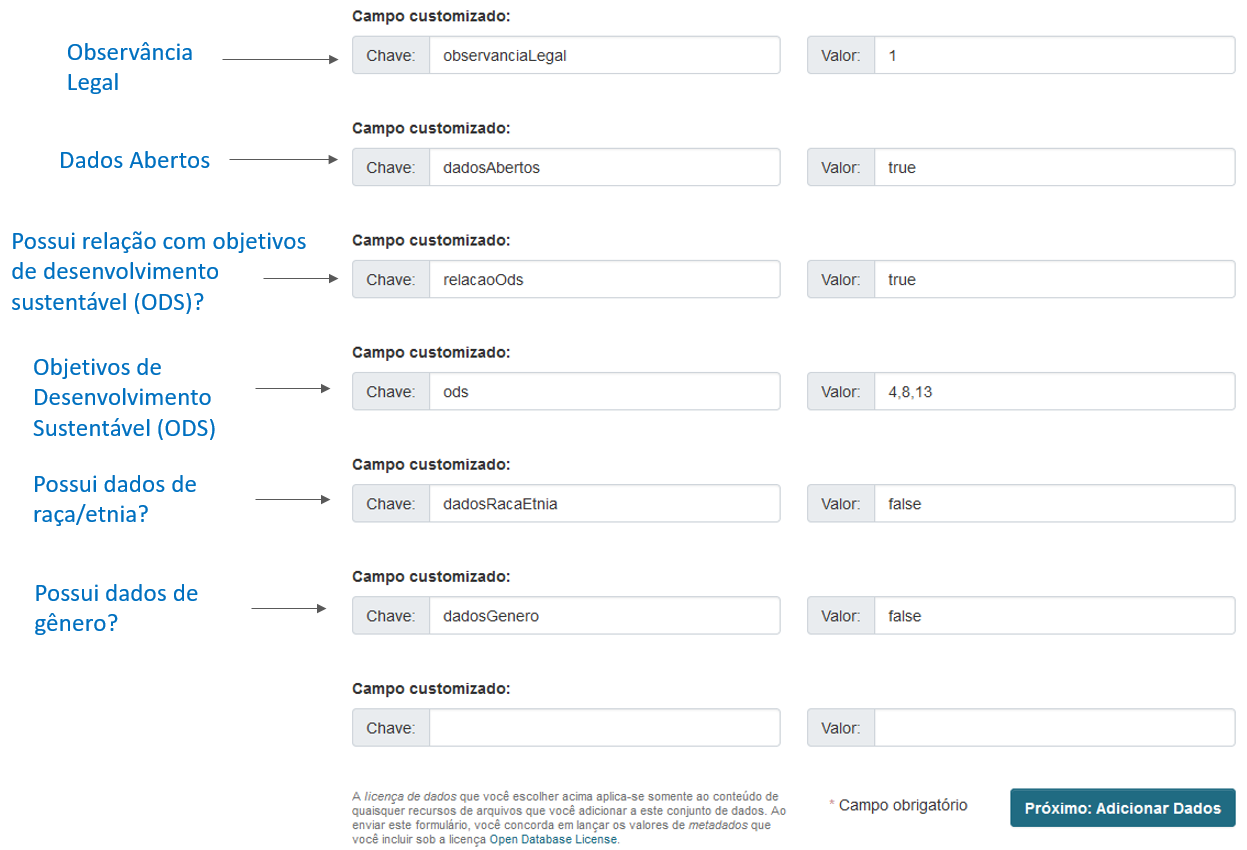 Campo customizado:
Observância
Legal
Chave: observanciaLegal Valor: 1
Campo customizado:
Dados Abertos
Chave: dadosAbertos Valor: true
Possui relação com objetivos
de desenvolvimento
sustentável (ODS)?
Campo customizado:
Chave: relacaoOds Valor: true
Campo customizado:
Objetivos de
Desenvolvimento
Sustentável (ODS)
Chave: ods Valor: 4,8,13
Campo customizado:
Possui dados de
raça/etnia?
Chave: dadosRacaEtnia Valor: false
Campo customizado:
Possui dados de
gênero?
Chave: dadosGenero Valor: false
Campo customizado:
Chave: Valor:
A licença de dados que você escolher acima aplica-se somente ao conteúdo de
quaisquer recursos de arquivos que você adicionar a este conjunto de dados. Ao
enviar este formulário, você concorda em lançar os valores de metadados que
você incluir sob a licença Open Database License.
* Campo obrigatório
Próximo: Adicionar Dados